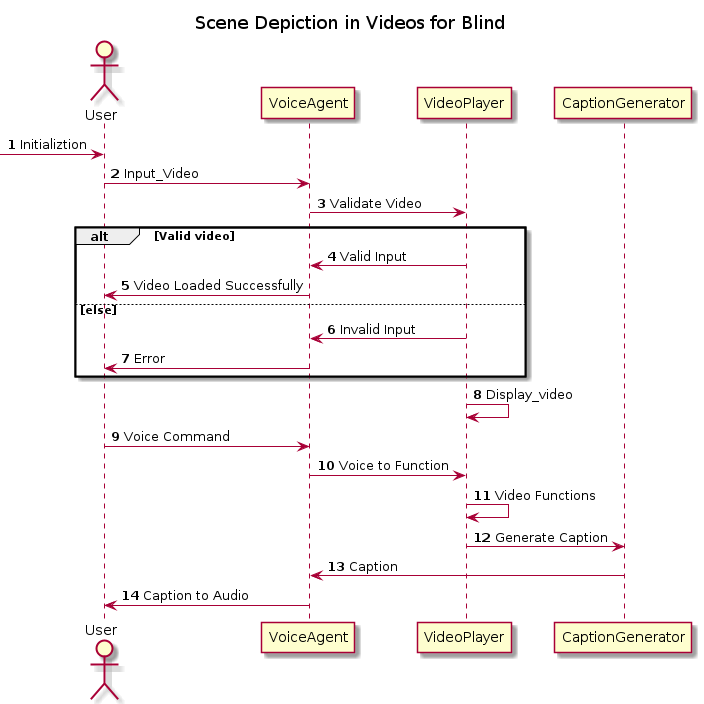 Scene Depiction in Videos for Blind
User
VoiceAgent
VideoPlayer
CaptionGenerator
1 Initializtion
2 Input_Video
3 Validate Video
alt [Valid video]
4 Valid Input
5 Video Loaded Successfully
[else]
6 Invalid Input
7 Error
8 Display_video
9 Voice Command
10 Voice to Function
11 Video Functions
12 Generate Caption
13 Caption
14 Caption to Audio
User
VoiceAgent
VideoPlayer
CaptionGenerator